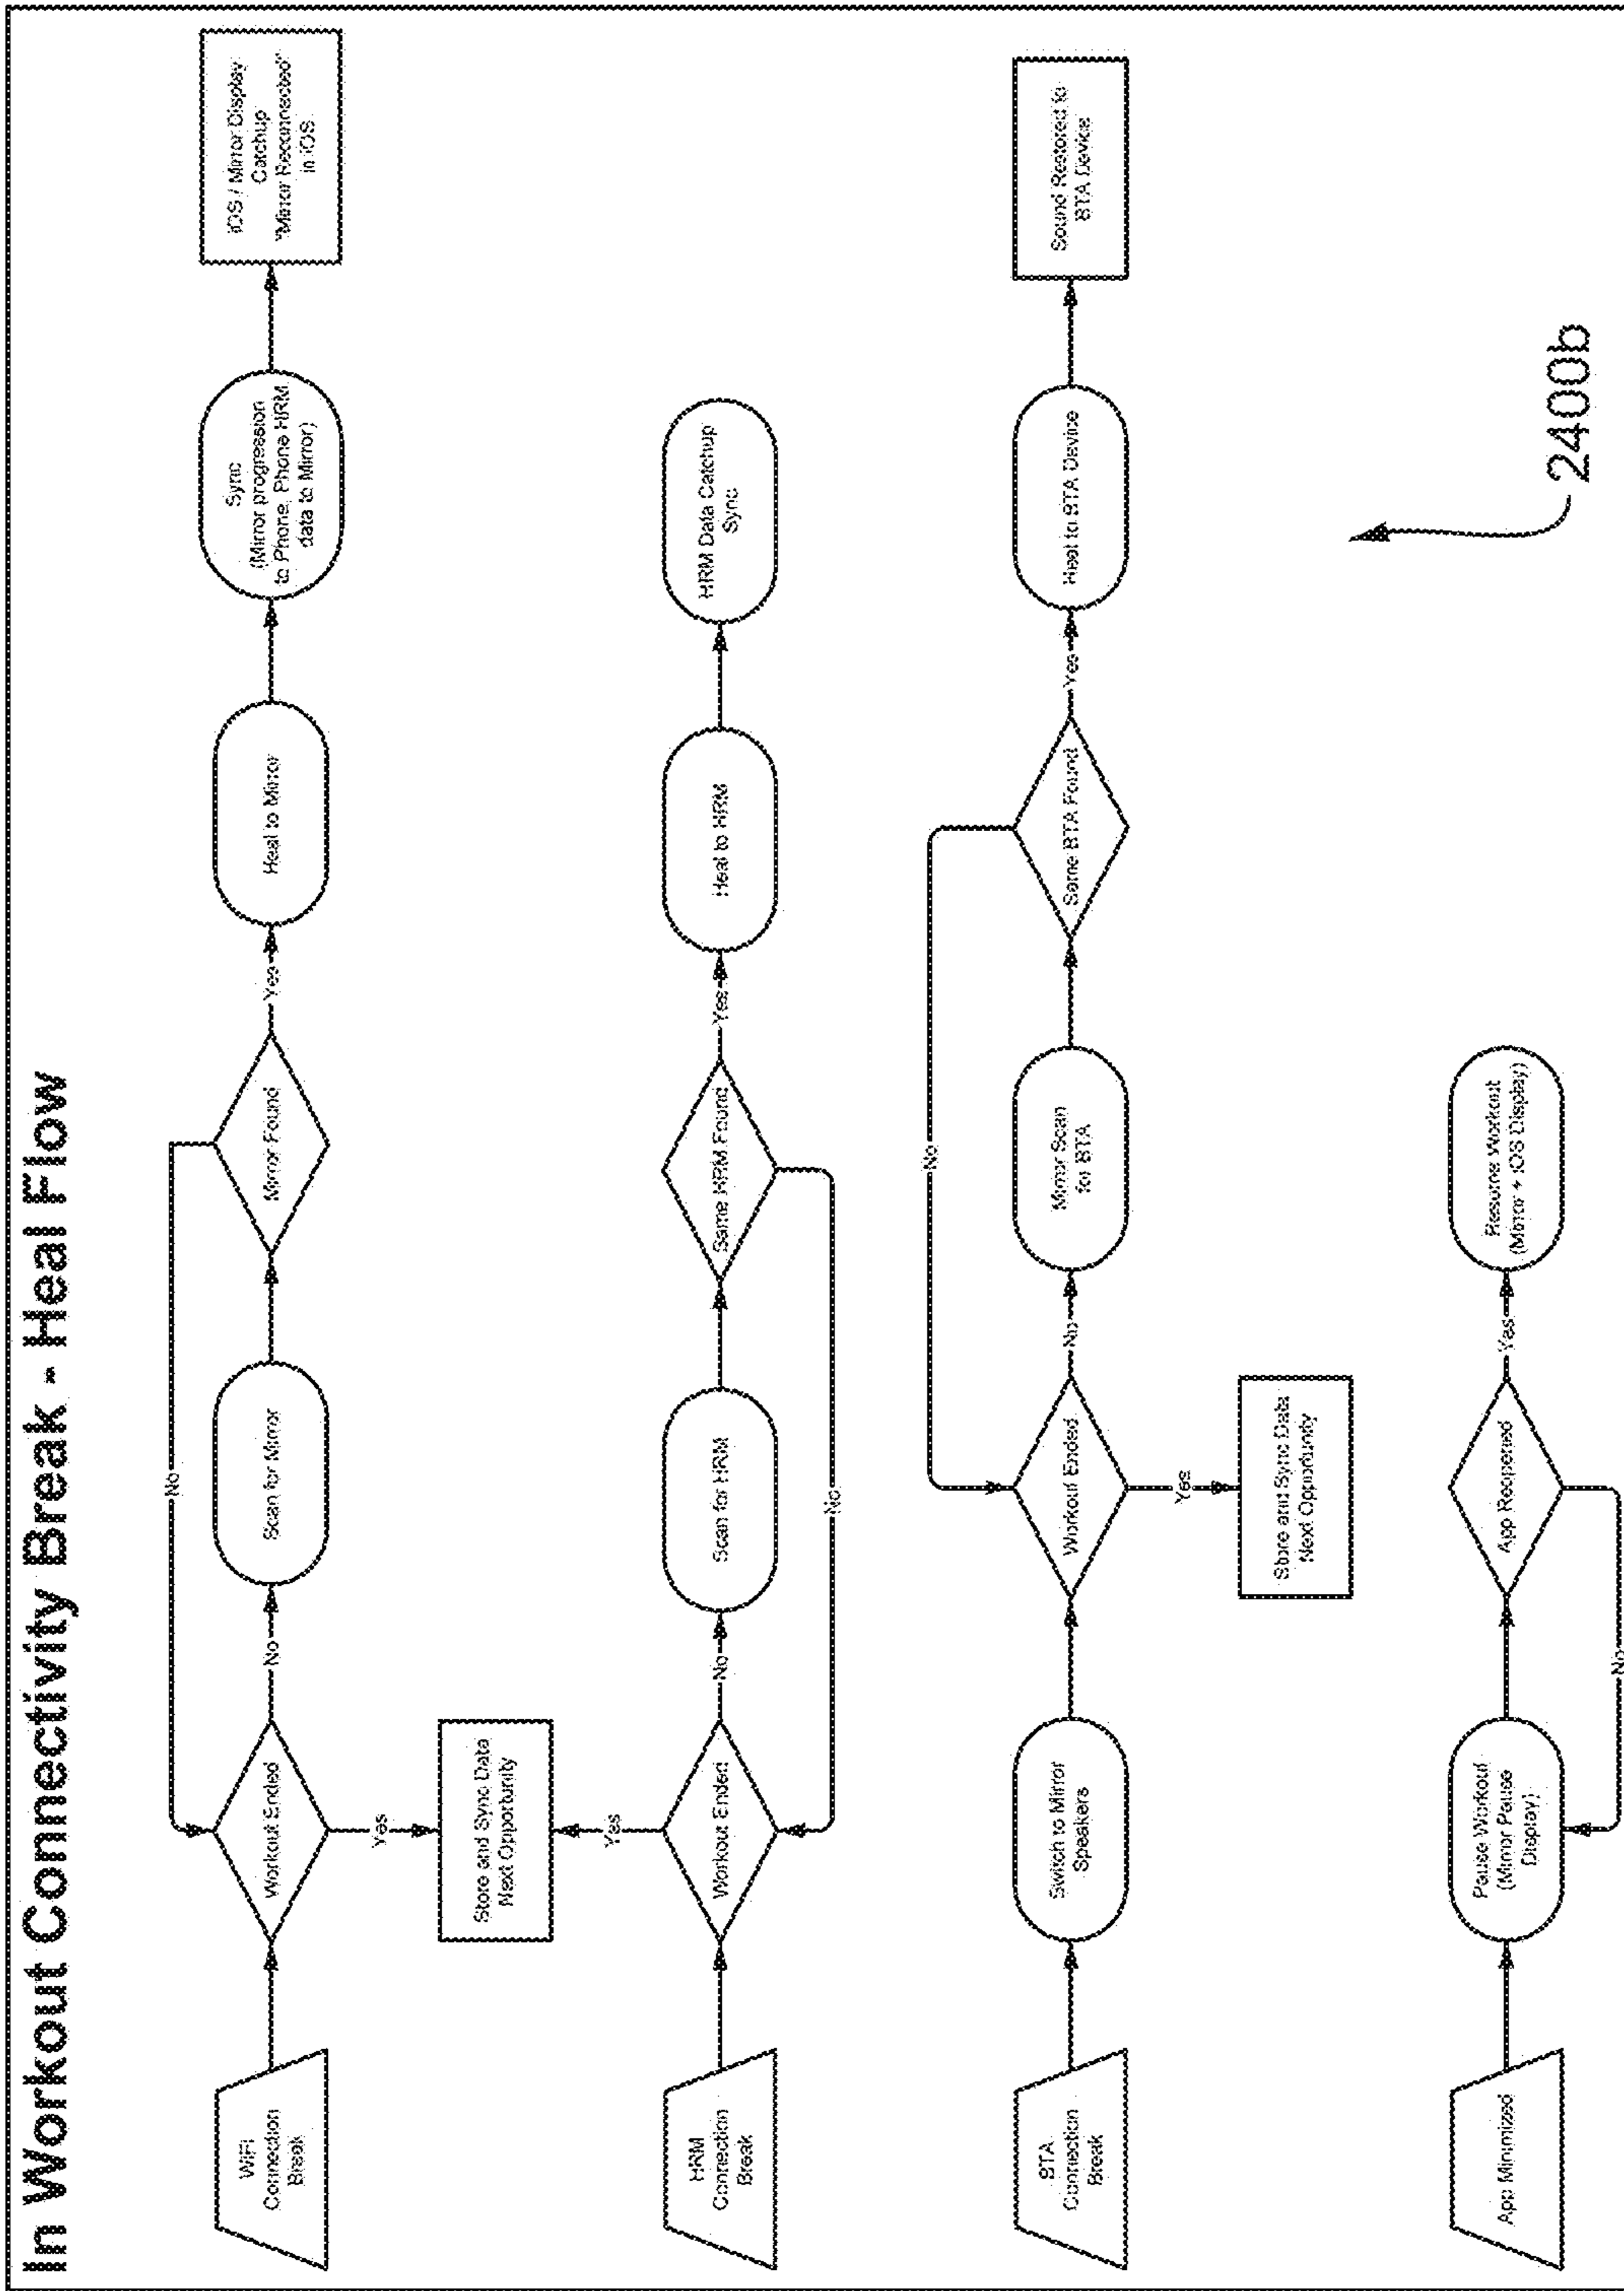 In Workout Connectivity Break - Heal Flow
WiFi
Connection
Break
Workout Ended
No
Scan for Mirror
Mirror Found
No
Yes
Heal to Mirror
Sync
(Mirror progression
to Phone, Phone HRM
data to Mirror)
iOS / Mirror Display
Catchup
"Mirror Reconnected"
in iOS
Yes
Store and Sync Data
Next Opportunity
Yes
HRM
Connection
Break
Workout Ended
No
Scan for HRM
Same HRM Found
No
Yes
Heal to HRM
HRM Data Catchup
Sync
BTA
Connection
Break
Switch to Mirror
Speakers
Workout Ended
No
Mirror Scan
for BTA
Same BTA Found
No
Yes
Heal to BTA Device
Sound Restored to
BTA Device
Yes
Store and Sync Data
Next Opportunity
App Minimized
Pause Workout
(Mirror Pause
Display)
App Reopened
No
Yes
Resume Workout
(Mirror + iOS Display)
2400b